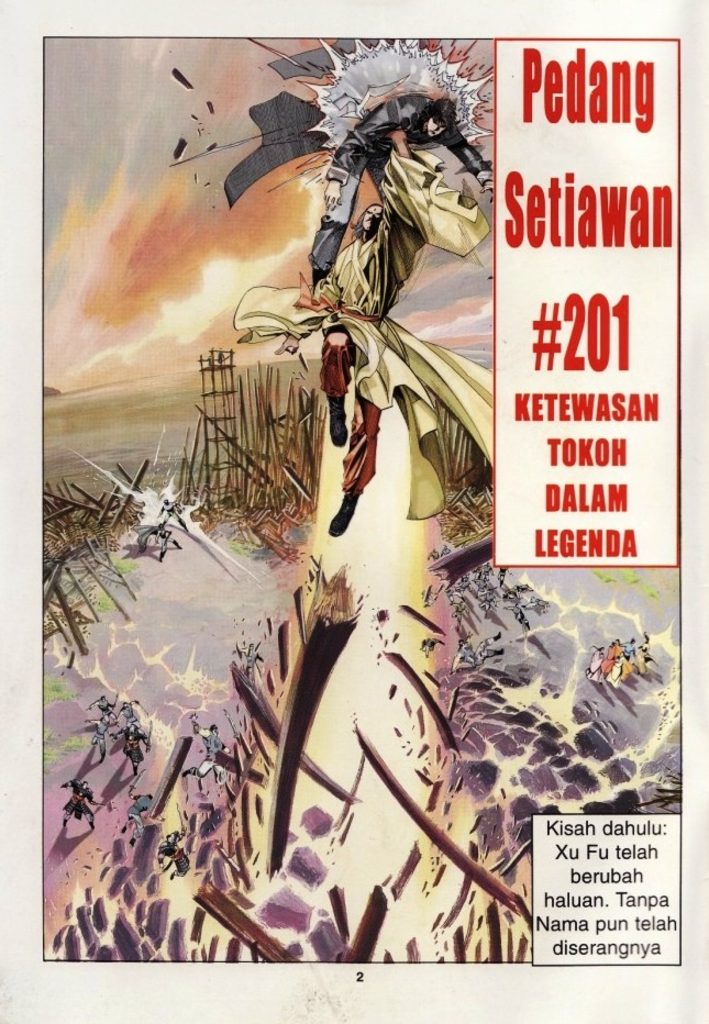 Pedang
Setiawan
#201
KETEWASAN
TOKOH
DALAM
LEGENDA
Kisah dahulu:
Xu Fu telah
berubah
haluan. Tanpa
Nama pun telah
diserangnya
2